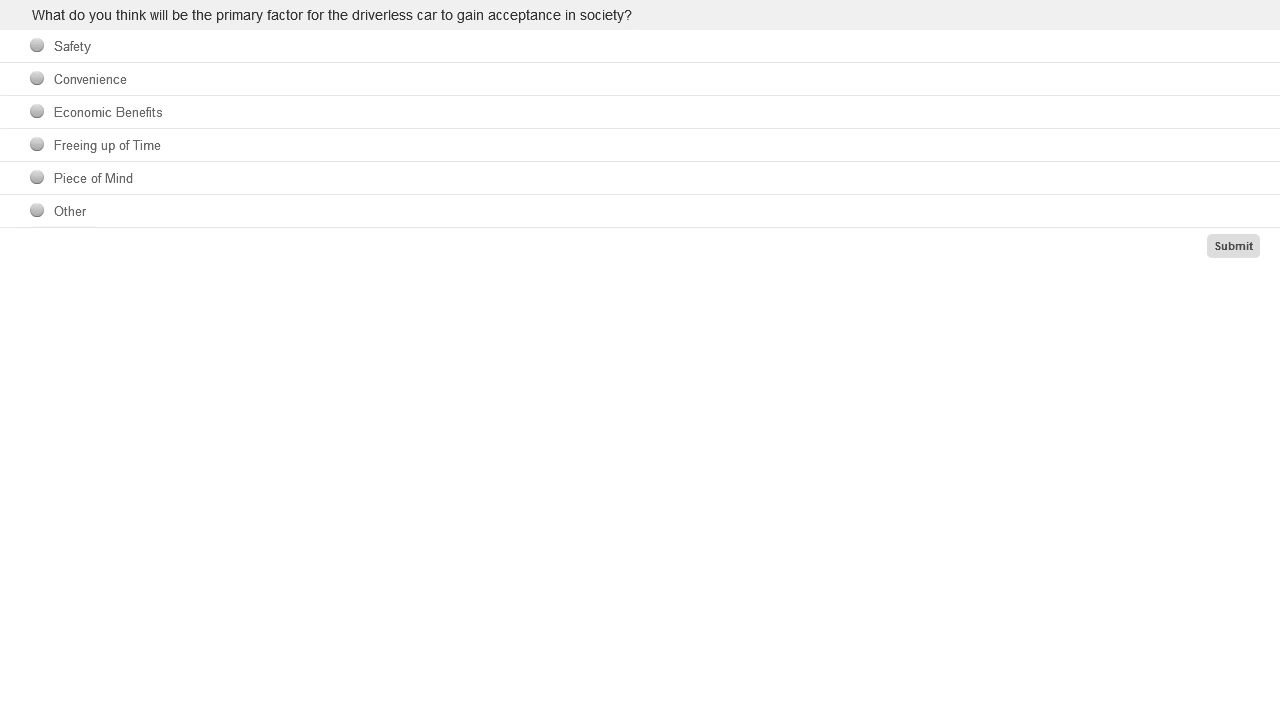 What do you think will be the primary factor for the driverless car to gain acceptance in society?
Safety
Convenience
Economic Benefits
Freeing up of Time
Piece of Mind
Other
Submit